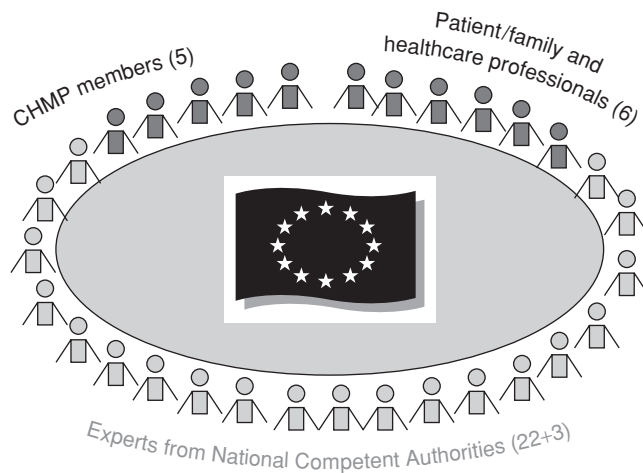 CHMP members (5)
Patient/family and
healthcare professionals (6)
Experts from National Competent Authorities (22+3)